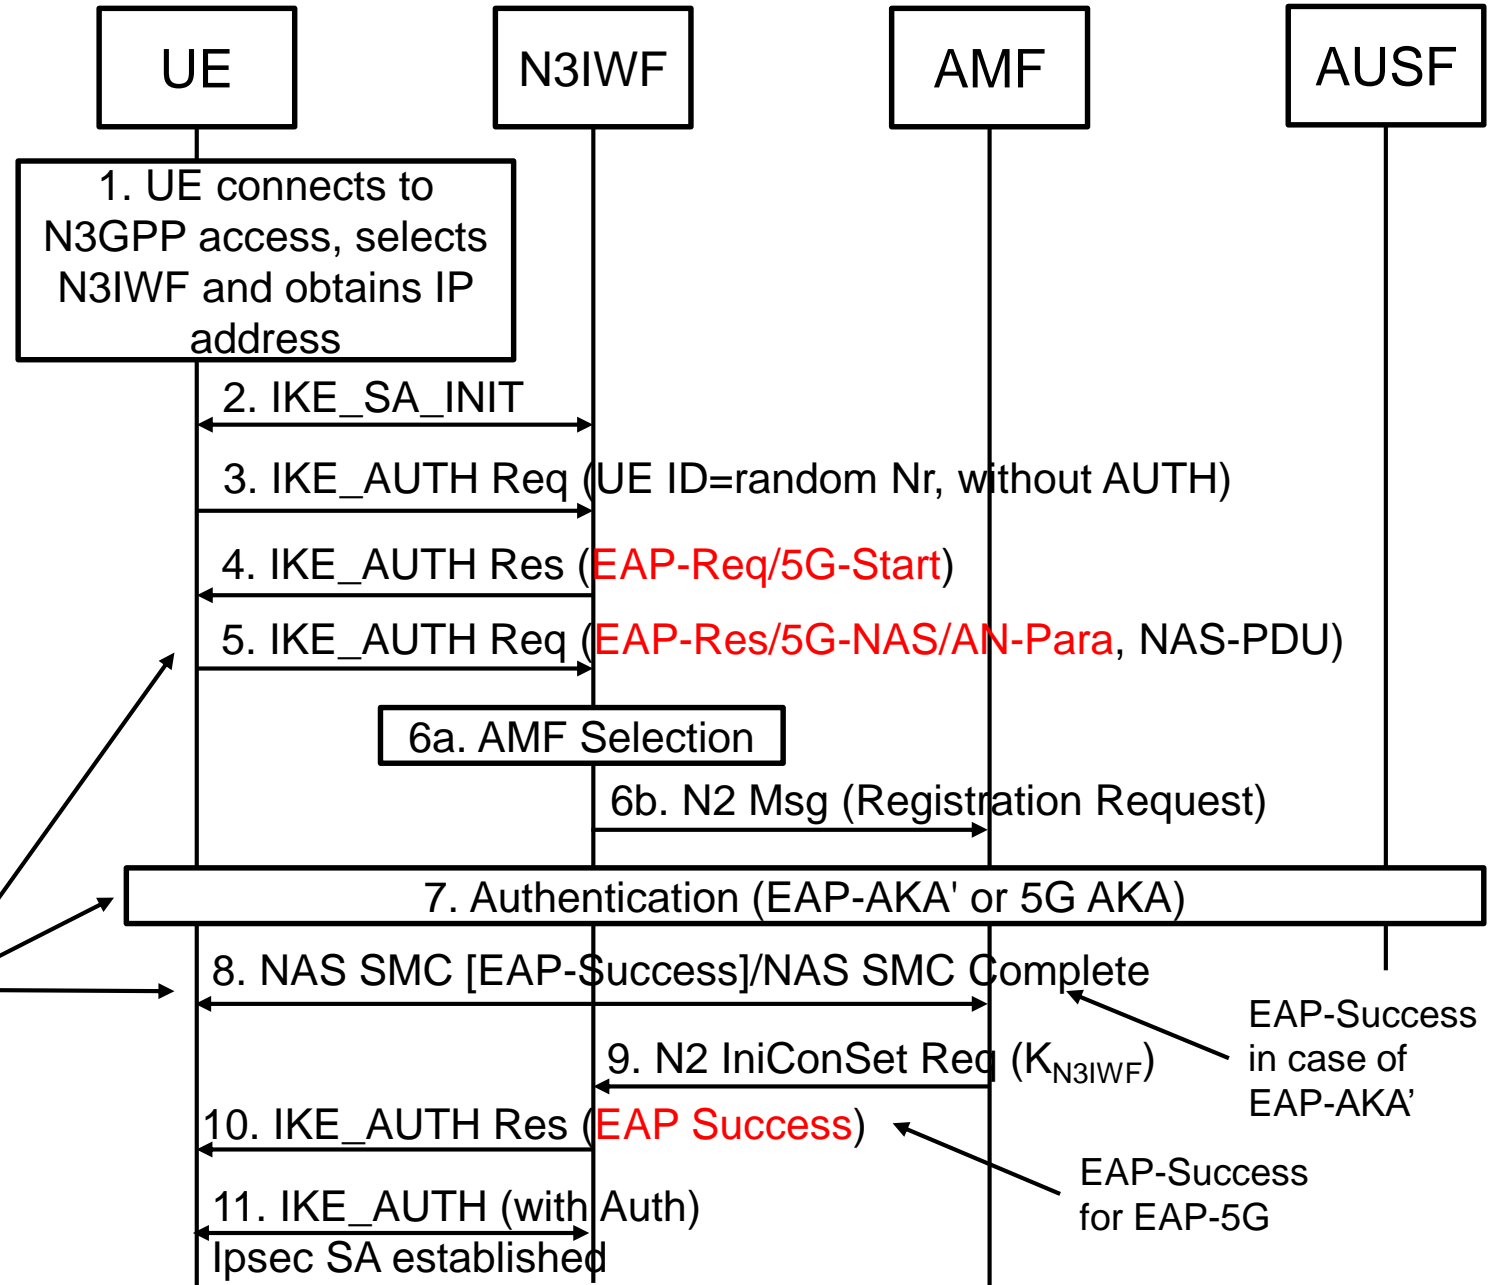 UE
N3IWF
AMF
AUSF
1. UE connects to
N3GPP access, selects
N3IWF and obtains IP
address
2. IKE_SA_INIT
3. IKE_AUTH Req (UE ID=random Nr, without AUTH)
4. IKE_AUTH Res (EAP-Req/5G-Start)
5. IKE_AUTH Req (EAP-Res/5G-NAS/AN-Para, NAS-PDU)
6a. AMF Selection
6b. N2 Msg (Registration Request)
7. Authentication (EAP-AKA' or 5G AKA)
8. NAS SMC [EAP-Success]/NAS SMC Complete
EAP-Success
in case of
EAP-AKA’
9. N2 IniConSet Req (KN3IWF)
10. IKE_AUTH Res (EAP Success)
EAP-Success
for EAP-5G
11. IKE_AUTH (with Auth)
Ipsec SA established